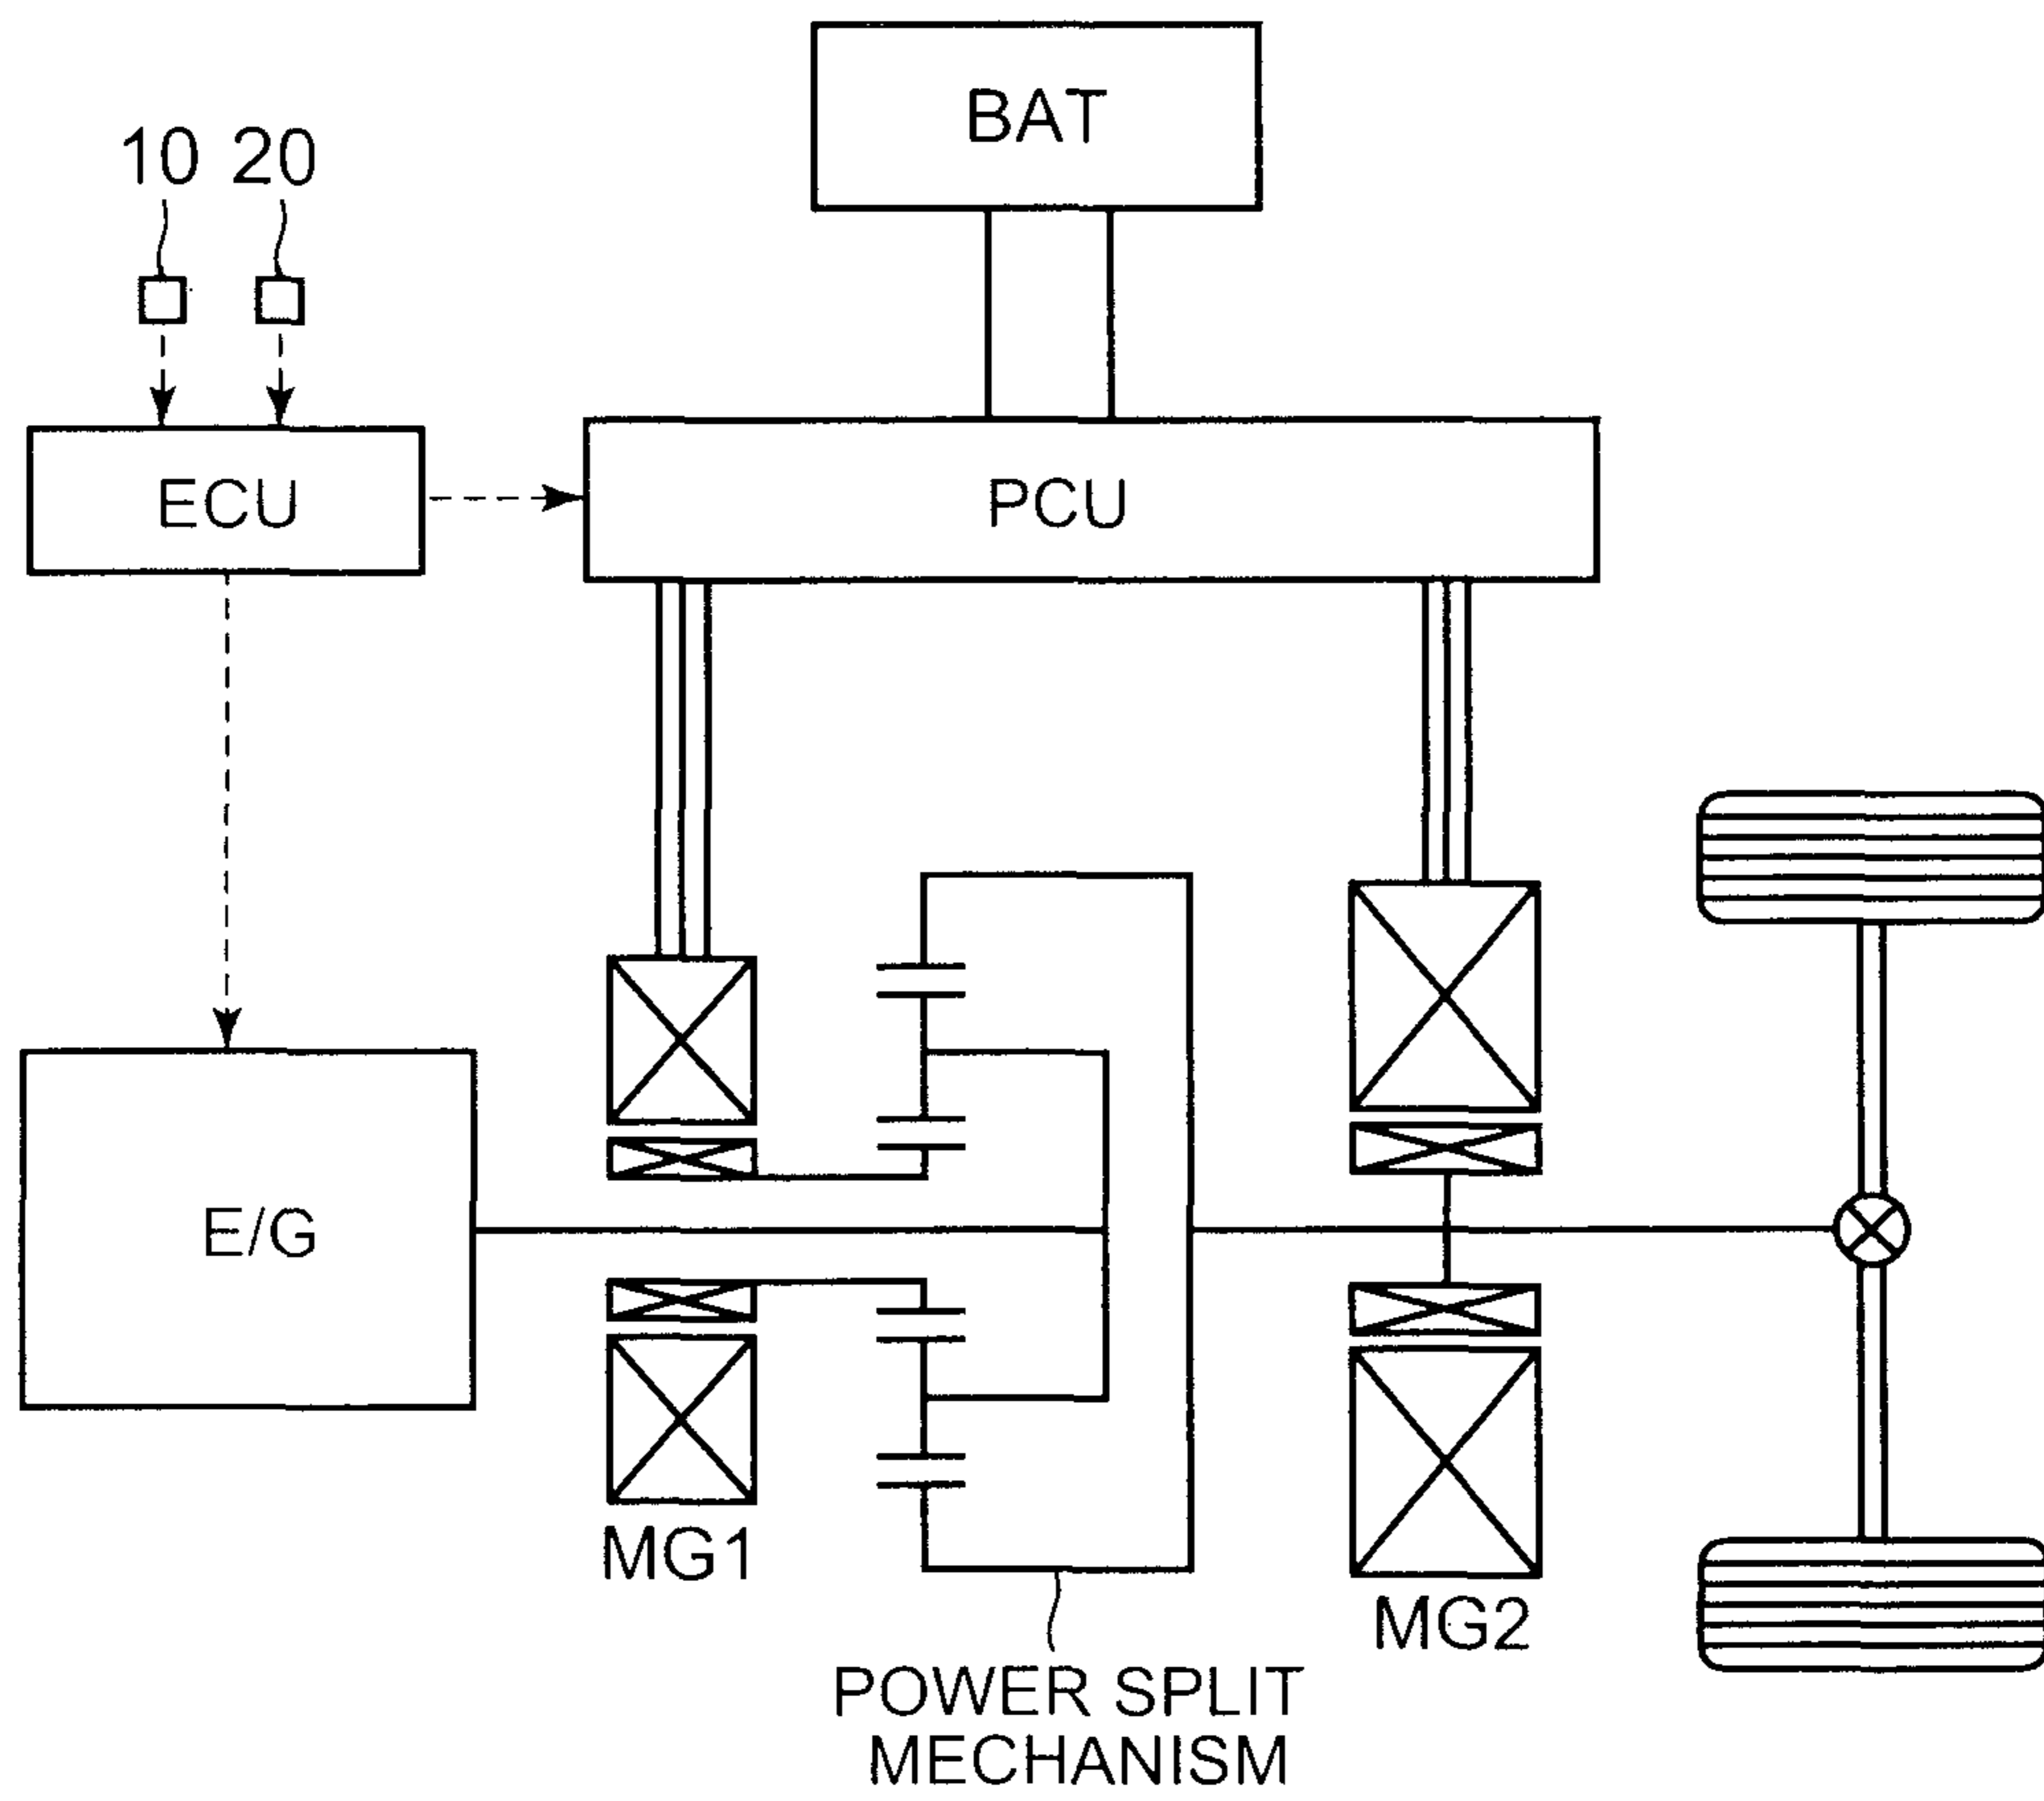 BAT
10 20
ECU
PCU
E/G
MG1
MG2
POWER SPLIT
MECHANISM